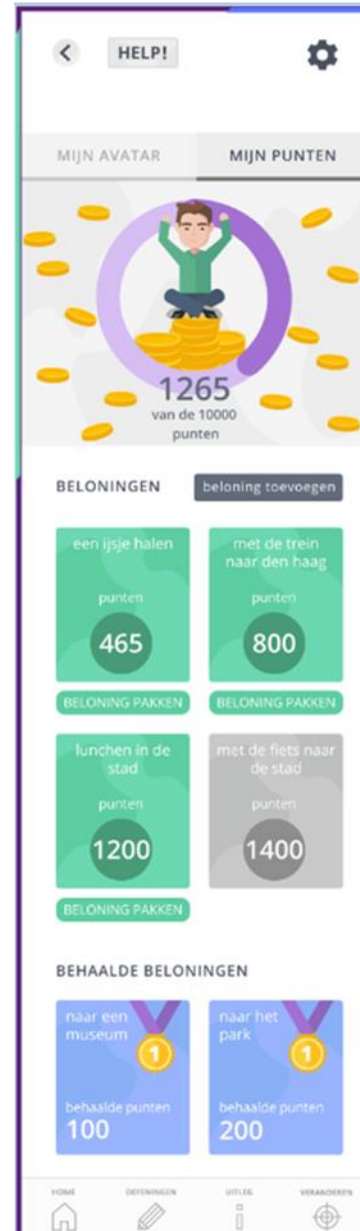 HELP!
MIJN AVATAR
MIJN PUNTEN
1265
van de 10000
punten
BELONINGEN
beloning toevoegen
een ijsje halen
punten
465
BELONING PAKKEN
met de trein
naar den haag
punten
800
BELONING PAKKEN
lunchen in de
stad
punten
1200
BELONING PAKKEN
met de fiets naar
de stad
punten
1400
BEHAALDE BELONINGEN
naar een
museum
1
behaalde punten
100
naar het
park
1
behaalde punten
200
HOME
OEFENINGEN
UITLEG
VERANDEREN